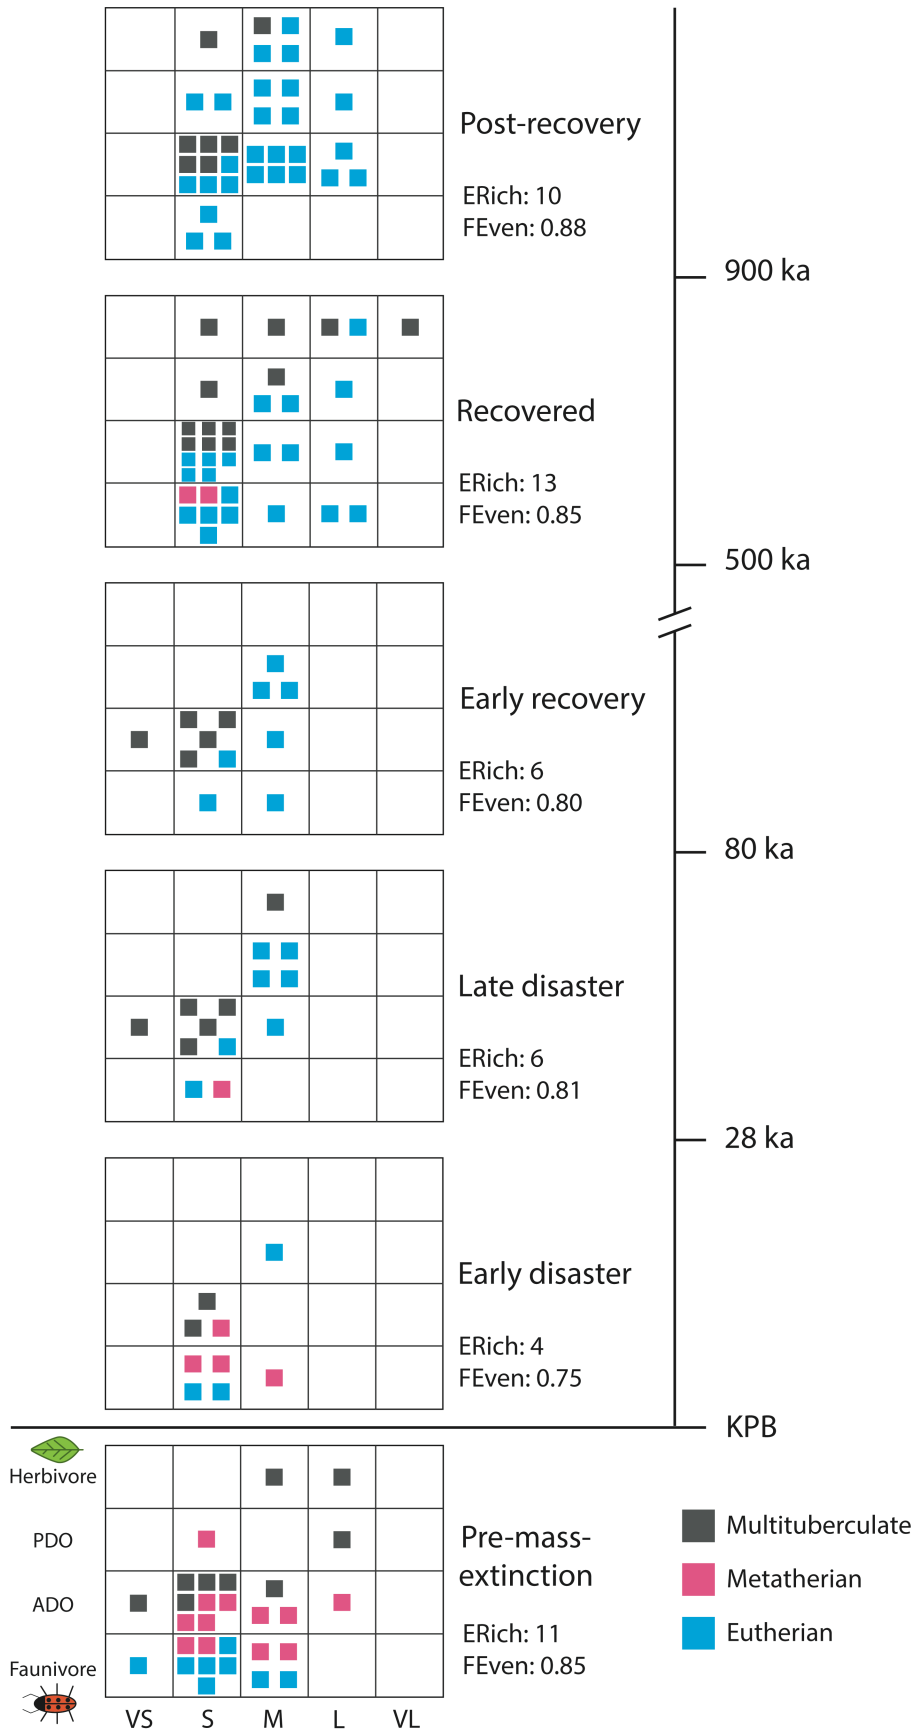 Post-recovery
ERich: 10
FEven: 0.88
900 ka
Recovered
ERich: 13
FEven: 0.85
500 ka
Early recovery
ERich: 6
FEven: 0.80
80 ka
Late disaster
ERich: 6
FEven: 0.81
28 ka
Early disaster
ERich: 4
FEven: 0.75
KPB
Herbivore
PDO
ADO
Faunivore
Pre-mass-
extinction
ERich: 11
FEven: 0.85
Multituberculate
Metatherian
Eutherian
VS S M L VL